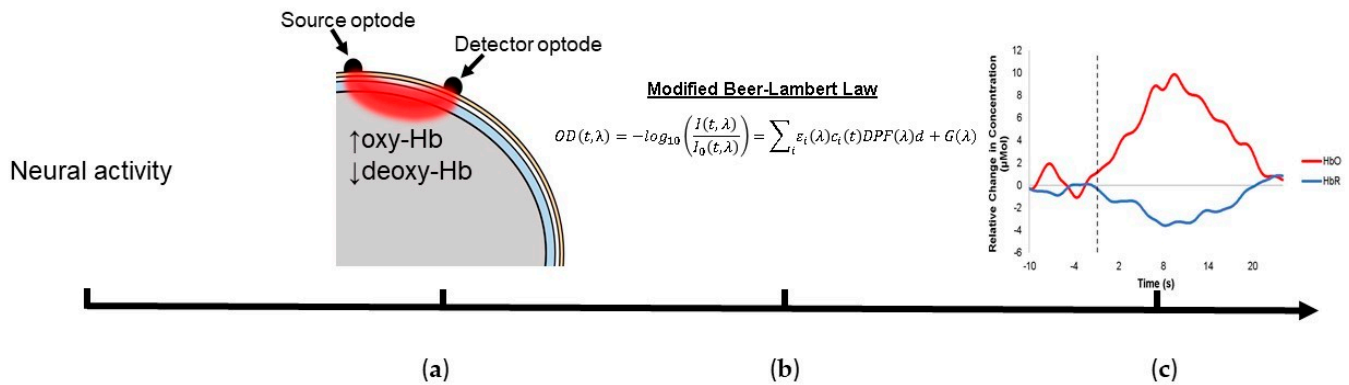 Source optode
Detector optode
Neural activity
↑oxy-Hb
↓deoxy-Hb
Modified Beer-Lambert Law
OD(t,λ) = −log₁₀(I(t,λ)/I₀(t,λ)) = ∑ᵢ εᵢ(λ)cᵢ(t)DPF(λ)d + G(λ)
Relative Change in Concentration
(µMol)
12
10
8
6
4
2
0
-2
-4
-6
-10 -4 2 8 14 20
Time (s)
HbO
HbR
(a) (b) (c)